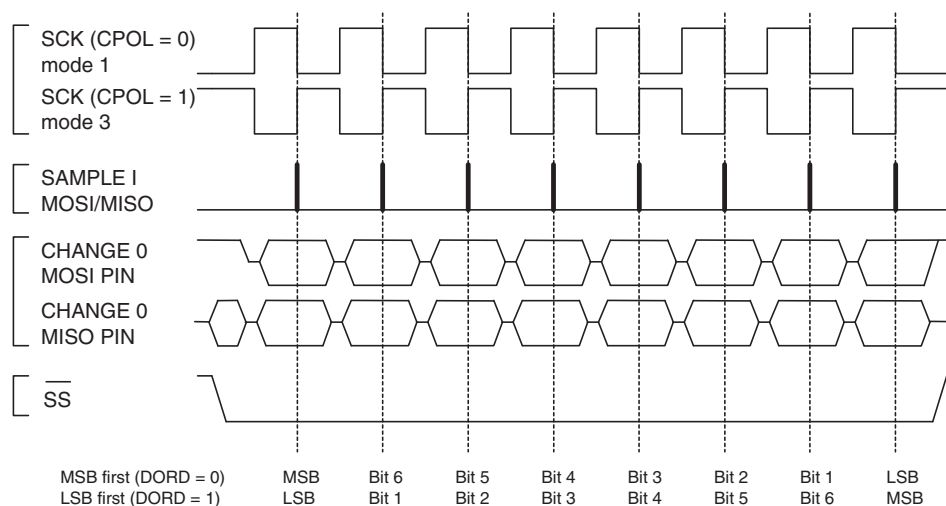 SCK (CPOL = 0)
mode 1
SCK (CPOL = 1)
mode 3
SAMPLE I
MOSI/MISO
CHANGE 0
MOSI PIN
CHANGE 0
MISO PIN
SS
MSB first (DORD = 0) MSB Bit 6 Bit 5 Bit 4 Bit 3 Bit 2 Bit 1 LSB
LSB first (DORD = 1) LSB Bit 1 Bit 2 Bit 3 Bit 4 Bit 5 Bit 6 MSB